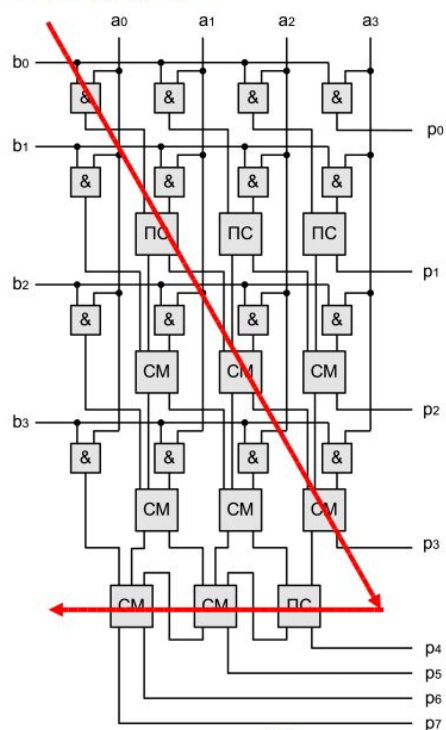 a0 a1 a2 a3
b0
& & & &
p0
b1
& & & &
ПС ПС ПС
p1
b2
& & & &
СМ СМ СМ
p2
b3
& & & &
СМ СМ СМ
p3
СМ СМ ПС
p4
p5
p6
p7